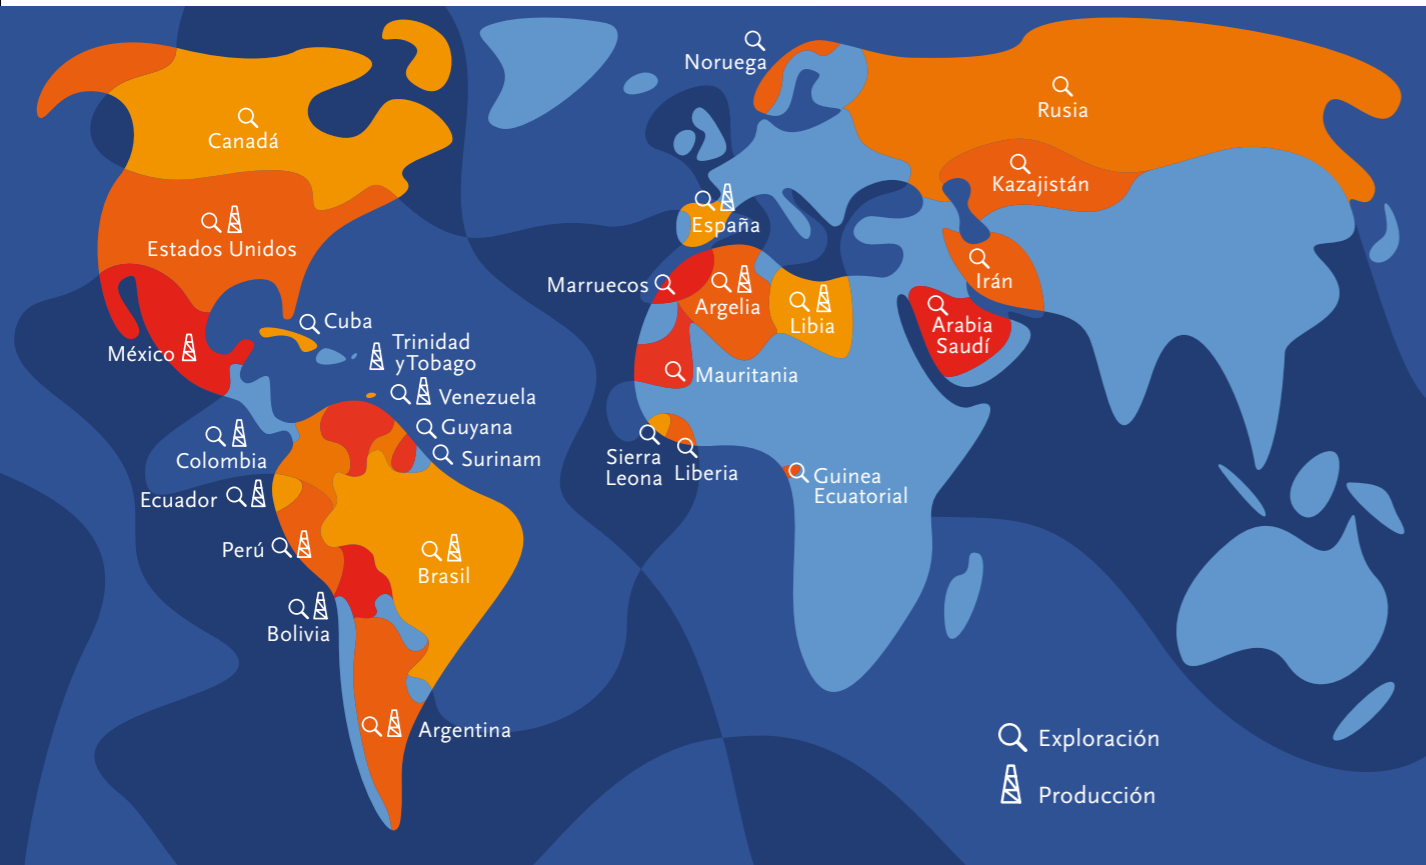 Noruega
Rusia
Canadá
Kazajistán
España
Estados Unidos
Irán
Marruecos
Argelia
Libia
Cuba
Arabia
Saudí
México
Trinidad
yTobago
Mauritania
Venezuela
Guyana
Colombia
Surinam
Sierra
Leona
Liberia
Guinea
Ecuatorial
Ecuador
Perú
Brasil
Bolivia
Argentina
Exploración
Producción